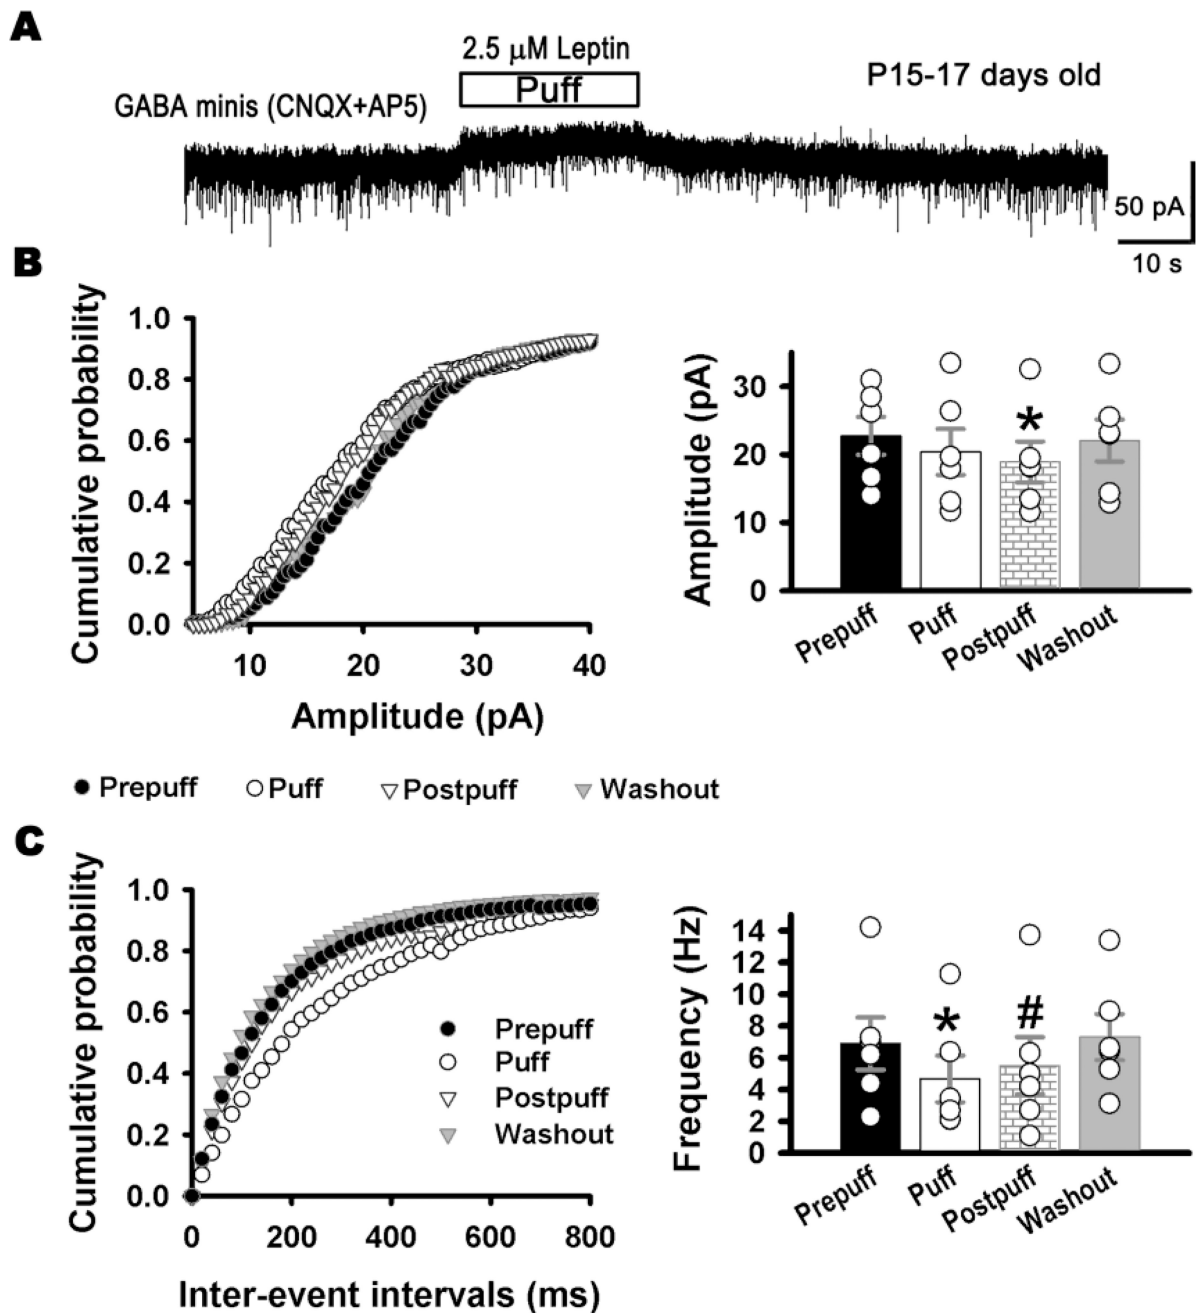 A
2.5 μM Leptin
Puff
P15-17 days old
GABA minis (CNQX+AP5)
50 pA
10 s
B
Cumulative probability
1.0
0.8
0.6
0.4
0.2
0.0
10 20 30 40
Amplitude (pA)
Amplitude (pA)
30
20
10
0
*
Prepuff Puff Postpuff Washout
Prepuff Puff Postpuff Washout
C
Cumulative probability
1.0
0.8
0.6
0.4
0.2
0.0
0 200 400 600 800
Inter-event intervals (ms)
Prepuff
Puff
Postpuff
Washout
Frequency (Hz)
14
12
10
8
6
4
2
0
* #
Prepuff Puff Postpuff Washout